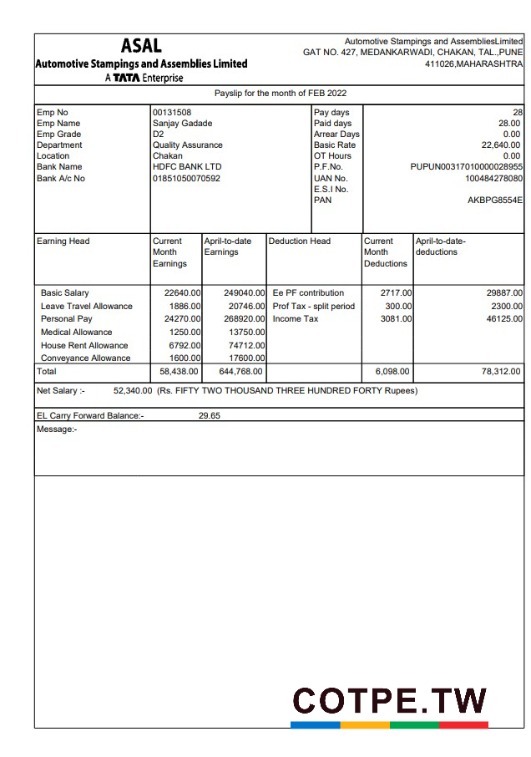 ASAL
Automotive Stampings and Assemblies Limited
A TATA Enterprise
Automotive Stampings and AssembliesLimited
GAT NO. 427, MEDANKARWADI, CHAKAN, TAL.,PUNE
411026,MAHARASHTRA
Payslip for the month of FEB 2022
Emp No 00131508 Pay days 28
Emp Name Sanjay Gadade Paid days 28.00
Emp Grade D2 Arrear Days 0.00
Department Quality Assurance Basic Rate 22,640.00
Location Chakan OT Hours 0.00
Bank Name HDFC BANK LTD P.F.No. PUPUN00317010000028955
Bank A/c No 01851050070592 UAN No. 100484278080
E.S.I No.
PAN AKBPG8554E
Earning Head Current April-to-date Deduction Head Current April-to-date-
Month Earnings Month deductions
Earnings Deductions
Basic Salary 22640.00 249040.00 Ee PF contribution 2717.00 29887.00
Leave Travel Allowance 1886.00 20746.00 Prof Tax - split period 300.00 2300.00
Personal Pay 24270.00 268920.00 Income Tax 3081.00 46125.00
Medical Allowance 1250.00 13750.00
House Rent Allowance 6792.00 74712.00
Conveyance Allowance 1600.00 17600.00
Total 58,438.00 644,768.00 6,098.00 78,312.00
Net Salary :- 52,340.00 (Rs. FIFTY TWO THOUSAND THREE HUNDRED FORTY Rupees)
EL Carry Forward Balance:- 29.65
Message:-
COTPE.TW